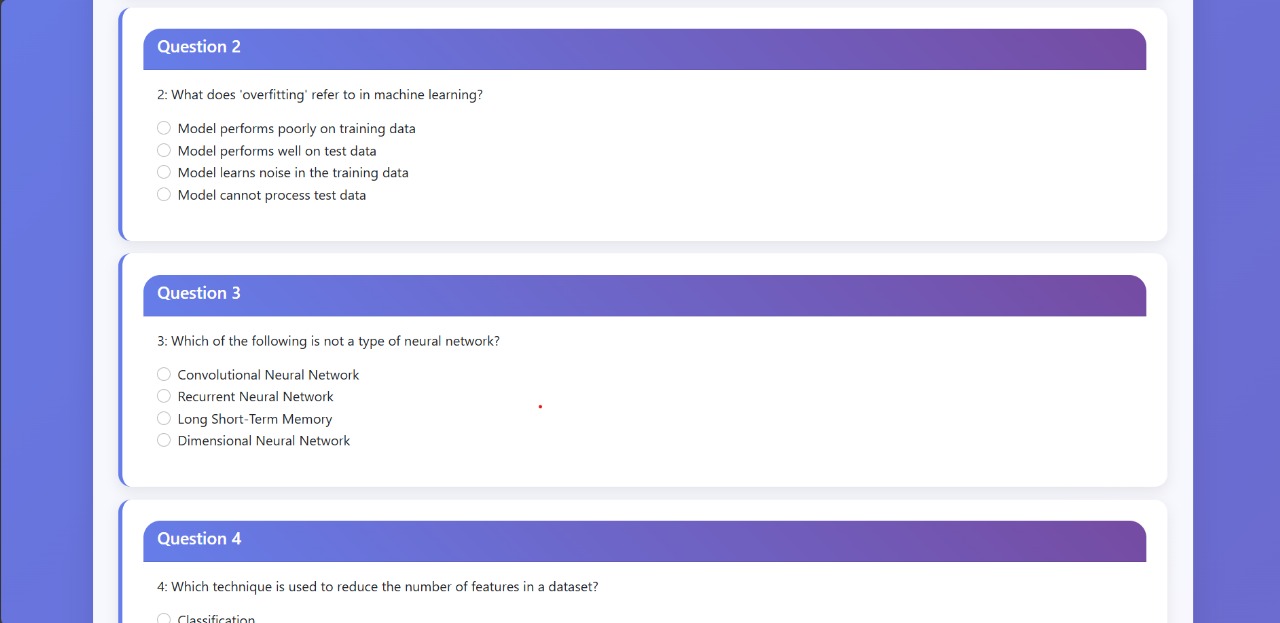 Question 2
2: What does 'overfitting' refer to in machine learning?
Model performs poorly on training data
Model performs well on test data
Model learns noise in the training data
Model cannot process test data
Question 3
3: Which of the following is not a type of neural network?
Convolutional Neural Network
Recurrent Neural Network
Long Short-Term Memory
Dimensional Neural Network
Question 4
4: Which technique is used to reduce the number of features in a dataset?
Classification